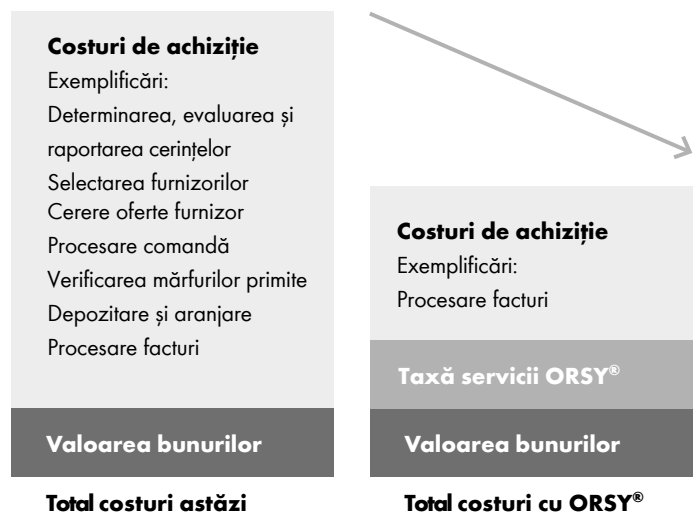 Costuri de achiziție
Exemplificări:
Determinarea, evaluarea și
raportarea cerințelor
Selectarea furnizorilor
Cerere oferte furnizor
Procesare comandă
Verificarea mărfurilor primite
Depozitare și aranjare
Procesare facturi
Valoarea bunurilor
Total costuri astăzi
Costuri de achiziție
Exemplificări:
Procesare facturi
Taxă servicii ORSY®
Valoarea bunurilor
Total costuri cu ORSY®